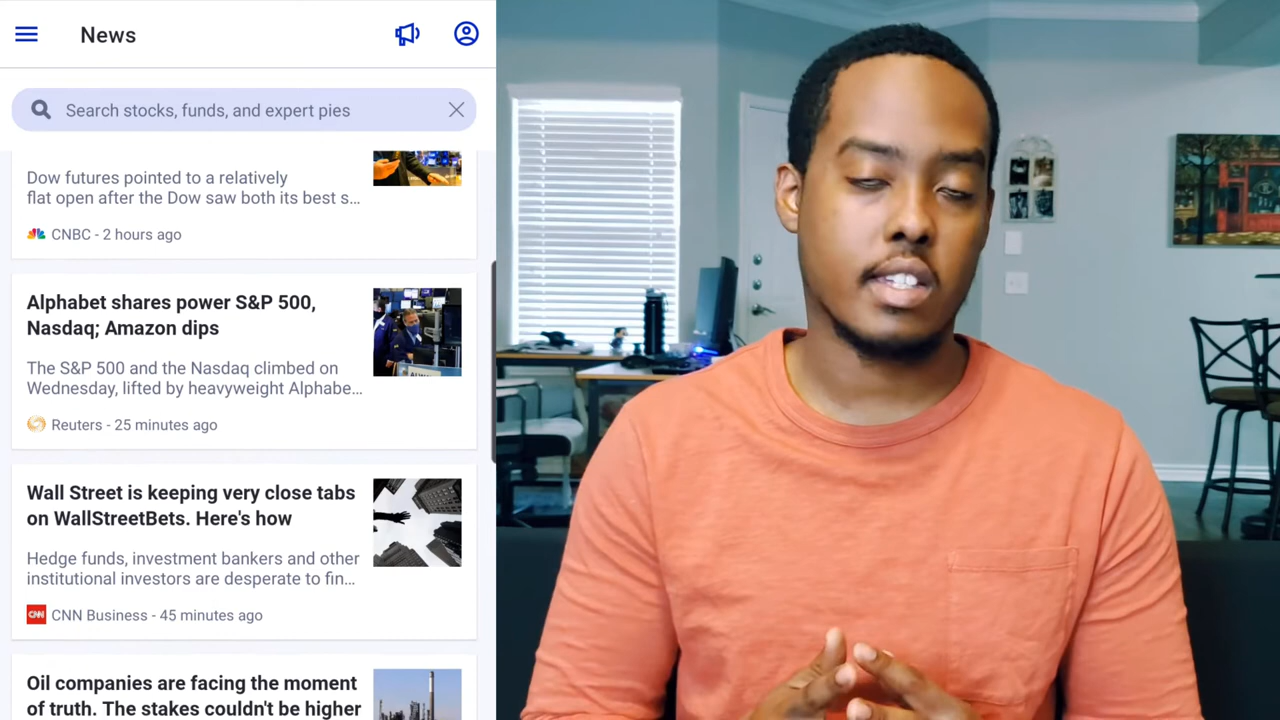 News
Search stocks, funds, and expert pies
Dow futures pointed to a relatively
flat open after the Dow saw both its best s...
CNBC - 2 hours ago
Alphabet shares power S&P 500,
Nasdaq; Amazon dips
The S&P 500 and the Nasdaq climbed on
Wednesday, lifted by heavyweight Alphabe...
Reuters - 25 minutes ago
Wall Street is keeping very close tabs
on WallStreetBets. Here's how
Hedge funds, investment bankers and other
institutional investors are desperate to fin...
CNN
CNN Business - 45 minutes ago
Oil companies are facing the moment
of truth. The stakes couldn't be higher